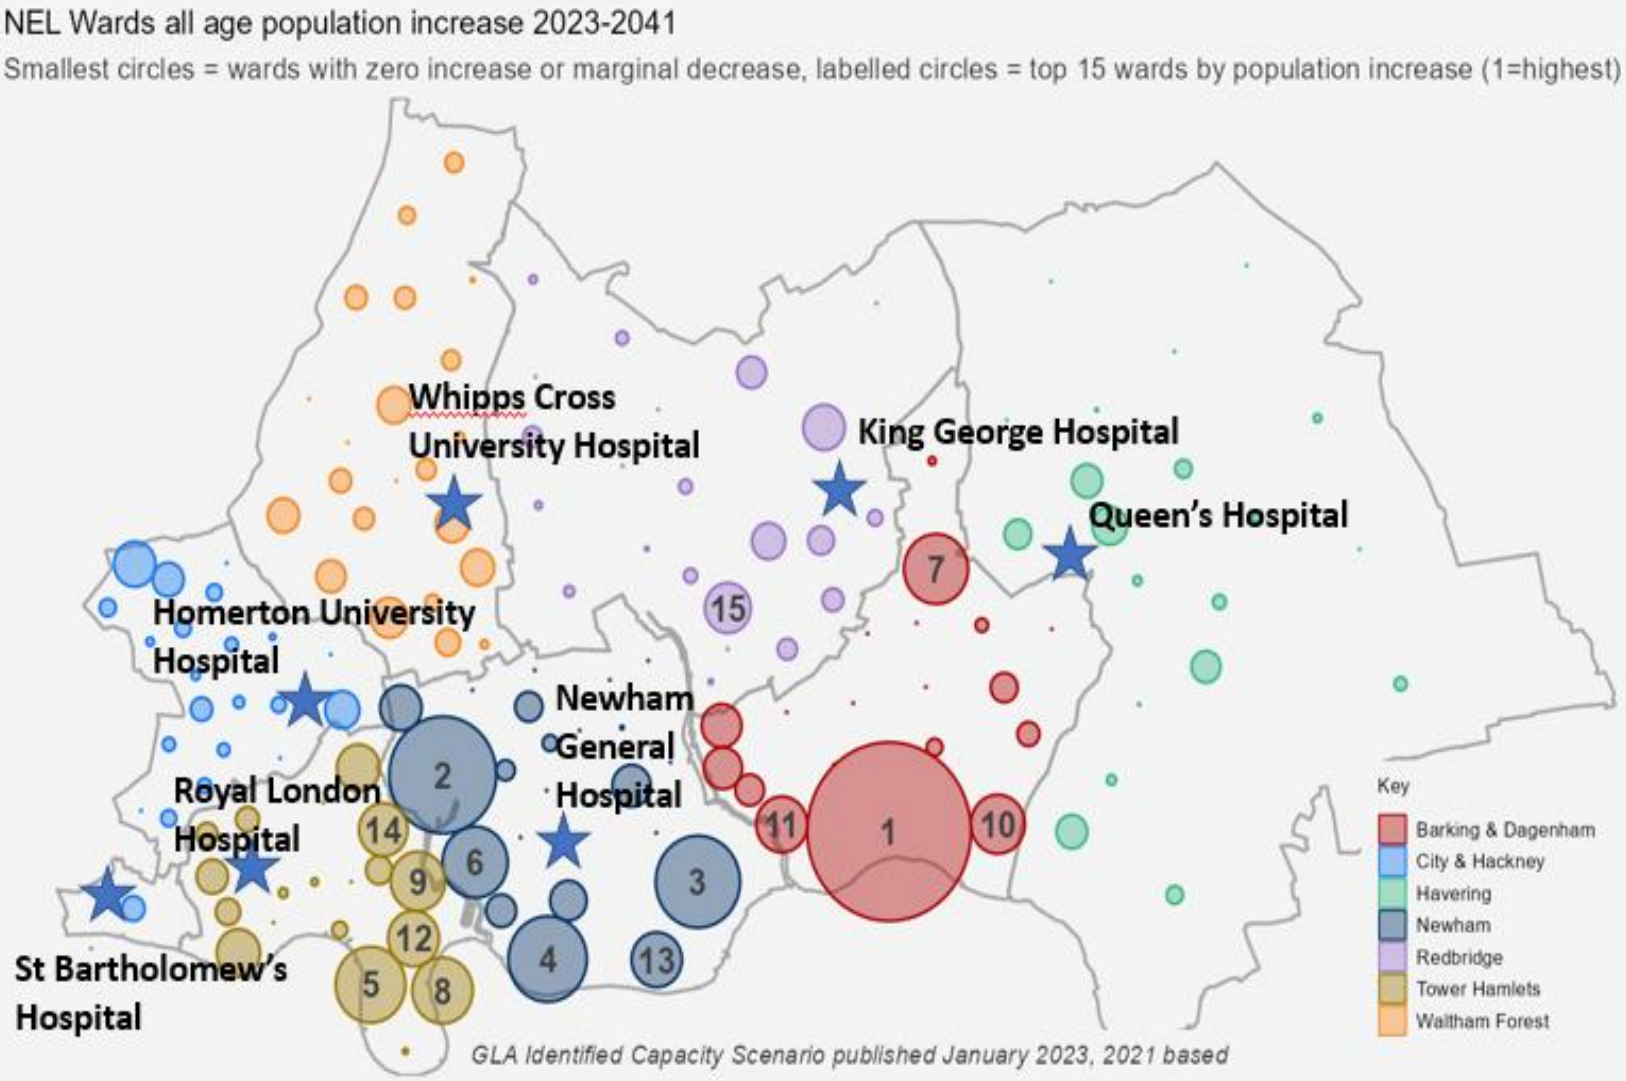 NEL Wards all age population increase 2023-2041
Smallest circles = wards with zero increase or marginal decrease, labelled circles = top 15 wards by population increase (1=highest)
Whipps Cross
University Hospital
King George Hospital
Queen's Hospital
7
15
Homerton University
Hospital
Newham
General
Hospital
2
Royal London
Hospital
14
11
1
10
6
9
3
12
4
13
5
8
St Bartholomew's
Hospital
Key
Barking & Dagenham
City & Hackney
Havering
Newham
Redbridge
Tower Hamlets
Waltham Forest
GLA Identified Capacity Scenario published January 2023, 2021 based